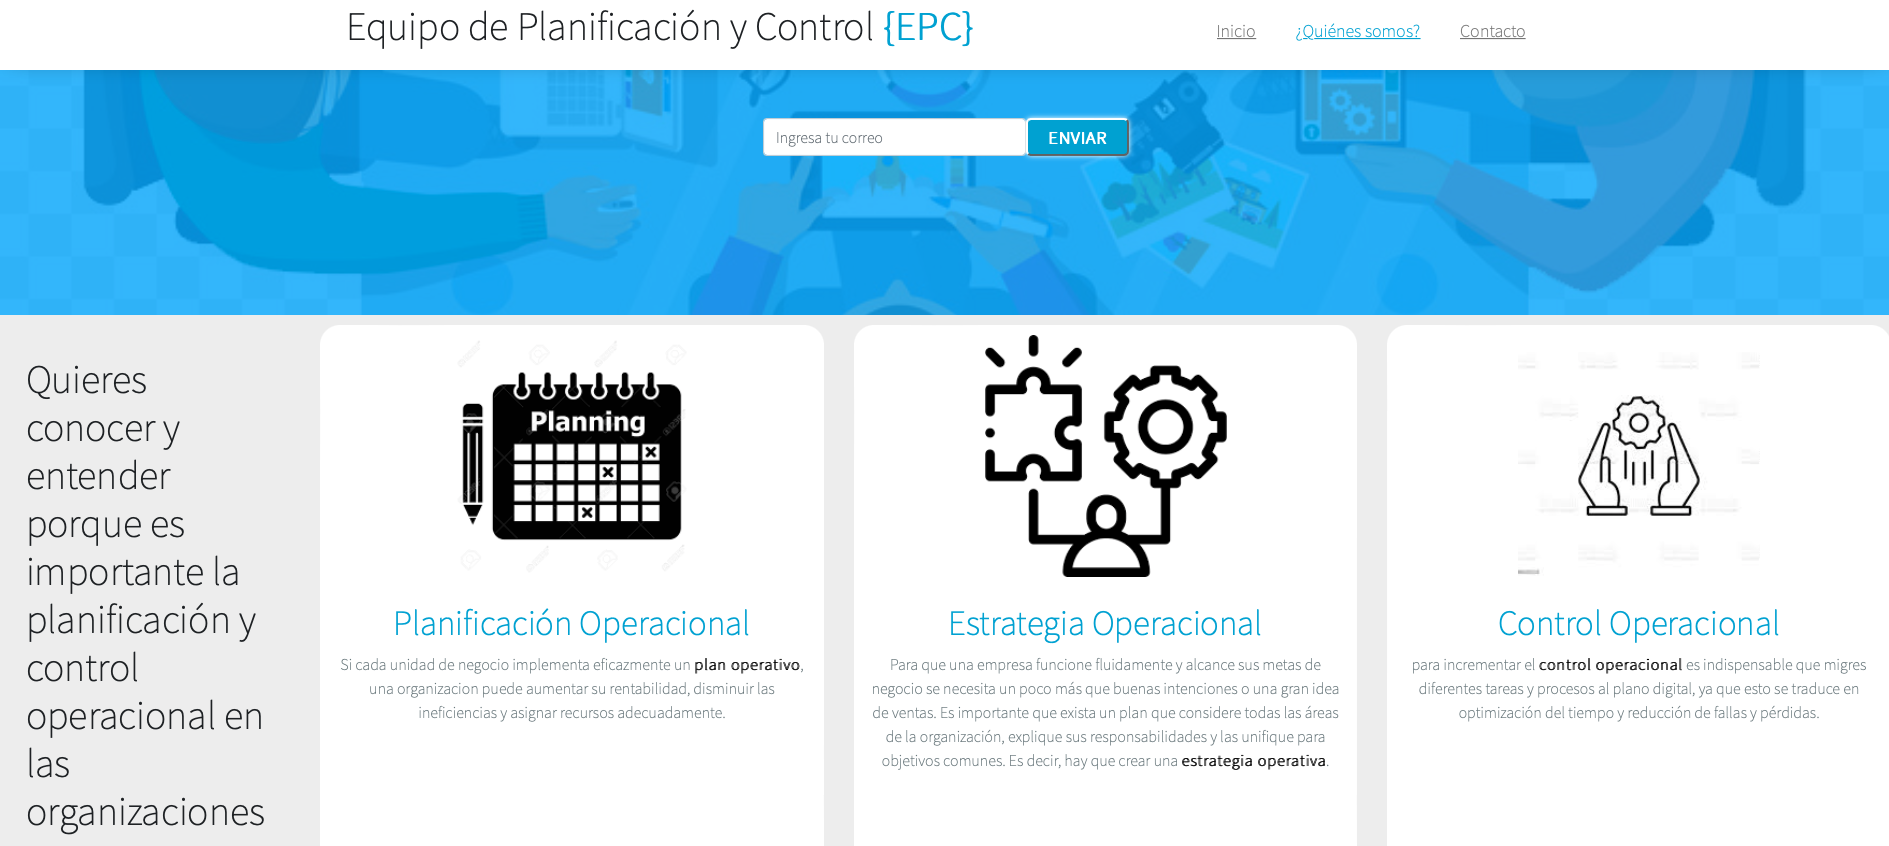 Equipo de Planificación y Control {EPC}
Inicio
¿Quiénes somos?
Contacto
Ingresa tu correo
ENVIAR
Quieres
conocer y
entender
porque es
importante la
planificación y
control
operacional en
las
organizaciones
Planning
Planificación Operacional
Si cada unidad de negocio implementa eficazmente un plan operativo,
una organizacion puede aumentar su rentabilidad, disminuir las
ineficiencias y asignar recursos adecuadamente.
Estrategia Operacional
Para que una empresa funcione fluidamente y alcance sus metas de
negocio se necesita un poco más que buenas intenciones o una gran idea
de ventas. Es importante que exista un plan que considere todas las áreas
de la organización, explique sus responsabilidades y las unifique para
objetivos comunes. Es decir, hay que crear una estrategia operativa.
Control Operacional
para incrementar el control operacional es indispensable que migres
diferentes tareas y procesos al plano digital, ya que esto se traduce en
optimización del tiempo y reducción de fallas y pérdidas.